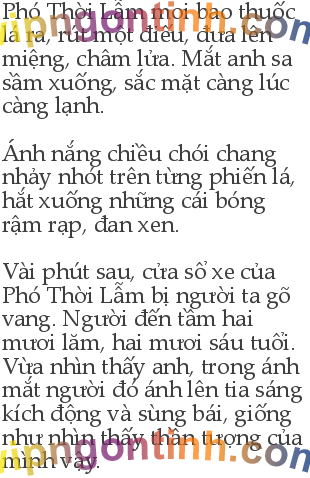 Phó Thời Lẫm moi bao thuốc
lá ra, rút một điếu, đưa lên
miệng, châm lửa. Mắt anh sa
sầm xuống, sắc mặt càng lúc
càng lạnh.
Ánh nắng chiều chói chang
nhảy nhót trên từng phiến lá,
hắt xuống những cái bóng
rậm rạp, đan xen.
Vài phút sau, cửa sổ xe của
Phó Thời Lẫm bị người ta gõ
vang. Người đến tầm hai
mươi lăm, hai mươi sáu tuổi.
Vừa nhìn thấy anh, trong ánh
mắt người đó ánh lên tia sáng
kích động và sùng bái, giống
như nhìn thấy thần tượng của
mình vậy.
vipngontinh.com